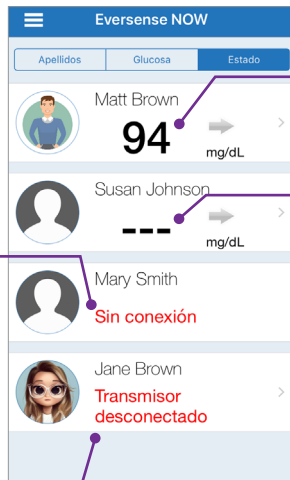 Eversense NOW
Apellidos Glucosa Estado
Matt Brown
94
mg/dL
Susan Johnson
---
mg/dL
Mary Smith
Sin conexión
Jane Brown
Transmisor
desconectado